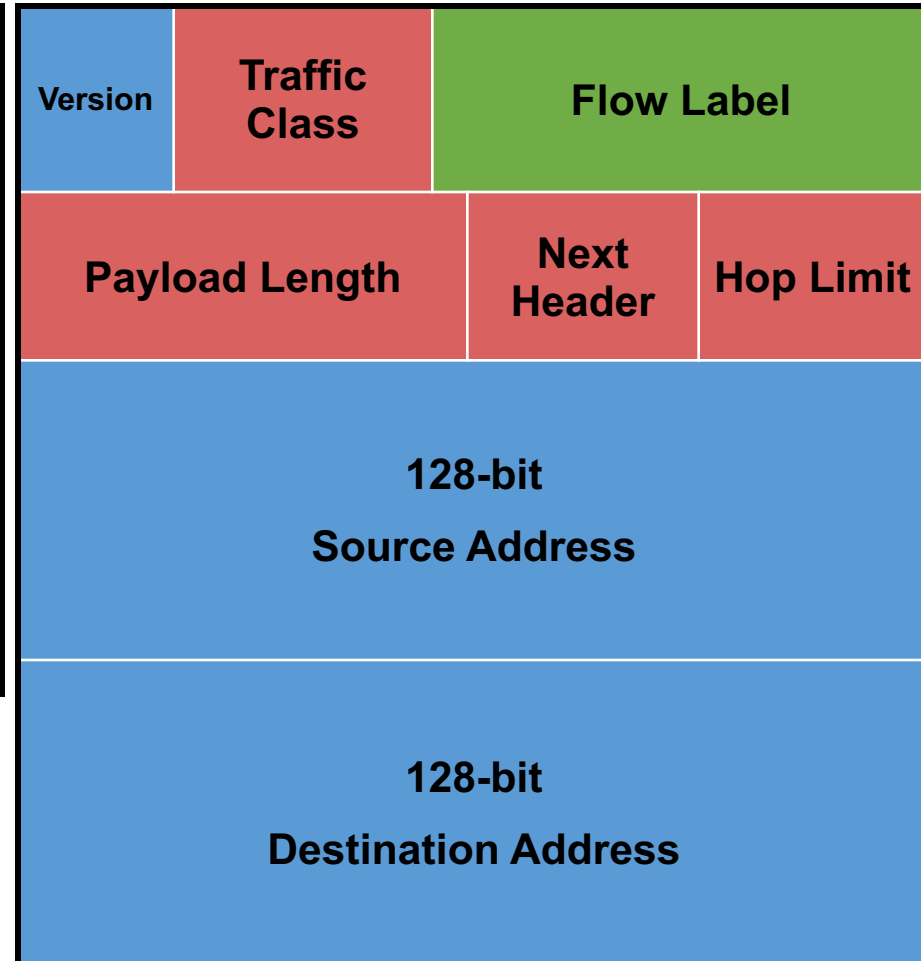 Version
Traffic
Class
Flow Label
Payload Length
Next
Header
Hop Limit
128-bit
Source Address
128-bit
Destination Address